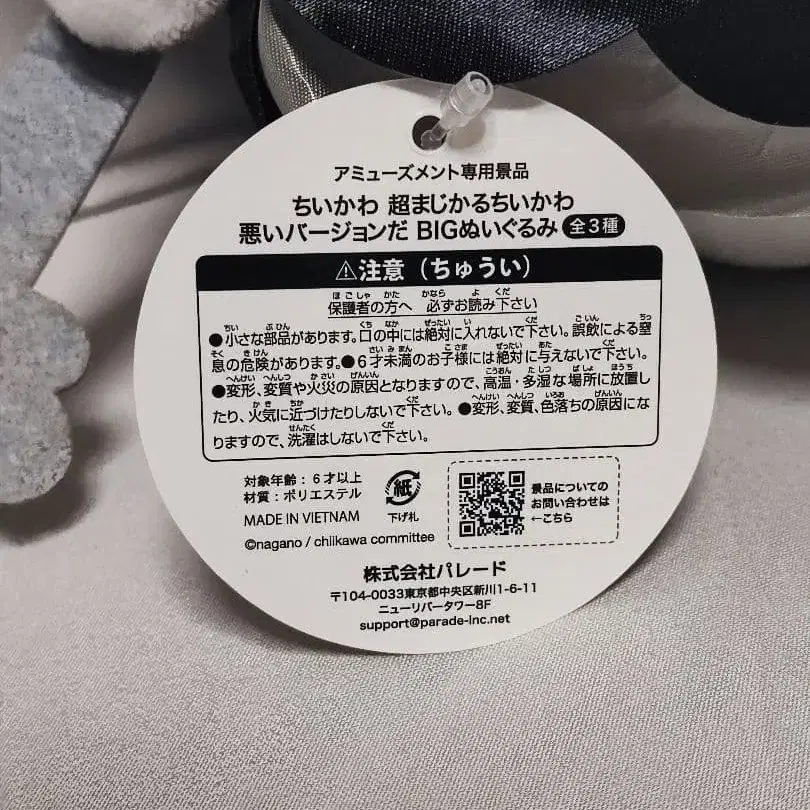 アミューズメント専用景品
ちいかわ 超まじかるちいかわ
悪いバージョンだ BIGぬいぐるみ 全3種
⚠注意（ちゅうい）
保護者の方へ 必ずお読み下さい
●小さな部品があります。口の中には絶対に入れないで下さい。誤飲による窒
息の危険があります。●6才未満のお子様には絶対に与えないで下さい。
●変形、変質や火災の原因となりますので、高温・多湿な場所に放置し
たり、火気に近づけたりしないで下さい。●変形、変質、色落ちの原因にな
りますので、洗濯はしないで下さい。
対象年齢：6才以上
材質：ポリエステル
MADE IN VIETNAM
紙
下げ札
景品についての
お問い合わせは
←こちら
©nagano / chiikawa committee
株式会社パレード
〒104-0033東京都中央区新川1-6-11
ニューリバータワー8F
support@parade-inc.net